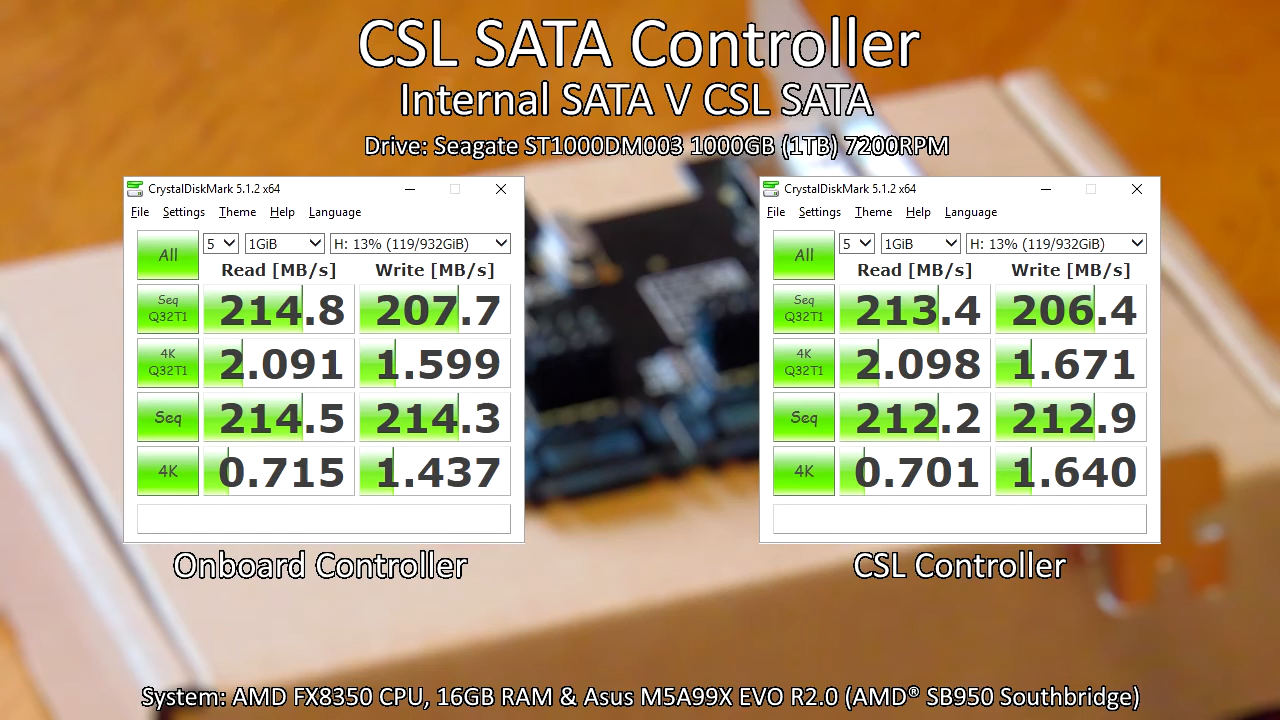 CSL SATA Controller
Internal SATA V CSL SATA
Drive: Seagate ST1000DM003 1000GB (1TB) 7200RPM
CrystalDiskMark 5.1.2 x64
File Settings Theme Help Language
All 5 1GiB H: 13% (119/932GiB)
Read [MB/s] Write [MB/s]
Seq Q32T1 214.8 207.7
4K Q32T1 2.091 1.599
Seq 214.5 214.3
4K 0.715 1.437
Onboard Controller
CrystalDiskMark 5.1.2 x64
File Settings Theme Help Language
All 5 1GiB H: 13% (119/932GiB)
Read [MB/s] Write [MB/s]
Seq Q32T1 213.4 206.4
4K Q32T1 2.098 1.671
Seq 212.2 212.9
4K 0.701 1.640
CSL Controller
System: AMD FX8350 CPU, 16GB RAM & Asus M5A99X EVO R2.0 (AMD® SB950 Southbridge)